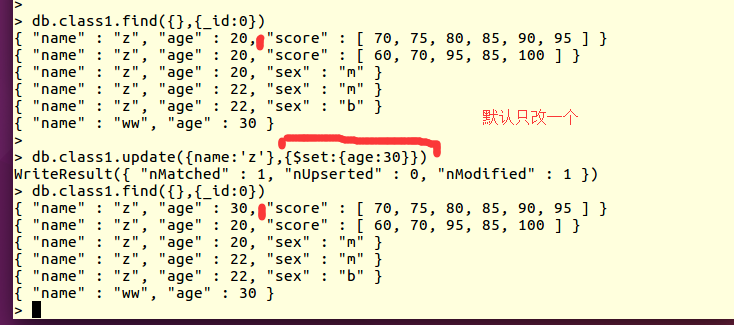 >
> db.class1.find({},{_id:0})
{ "name" : "z", "age" : 20, "score" : [ 70, 75, 80, 85, 90, 95 ] }
{ "name" : "z", "age" : 20, "score" : [ 60, 70, 95, 85, 100 ] }
{ "name" : "z", "age" : 20, "sex" : "m" }
{ "name" : "z", "age" : 22, "sex" : "m" }
{ "name" : "z", "age" : 22, "sex" : "b" }
{ "name" : "ww", "age" : 30 }
默认只改一个
>
> db.class1.update({name:'z'},{$set:{age:30}})
WriteResult({ "nMatched" : 1, "nUpserted" : 0, "nModified" : 1 })
> db.class1.find({},{_id:0})
{ "name" : "z", "age" : 30, "score" : [ 70, 75, 80, 85, 90, 95 ] }
{ "name" : "z", "age" : 20, "score" : [ 60, 70, 95, 85, 100 ] }
{ "name" : "z", "age" : 20, "sex" : "m" }
{ "name" : "z", "age" : 22, "sex" : "m" }
{ "name" : "z", "age" : 22, "sex" : "b" }
{ "name" : "ww", "age" : 30 }
>